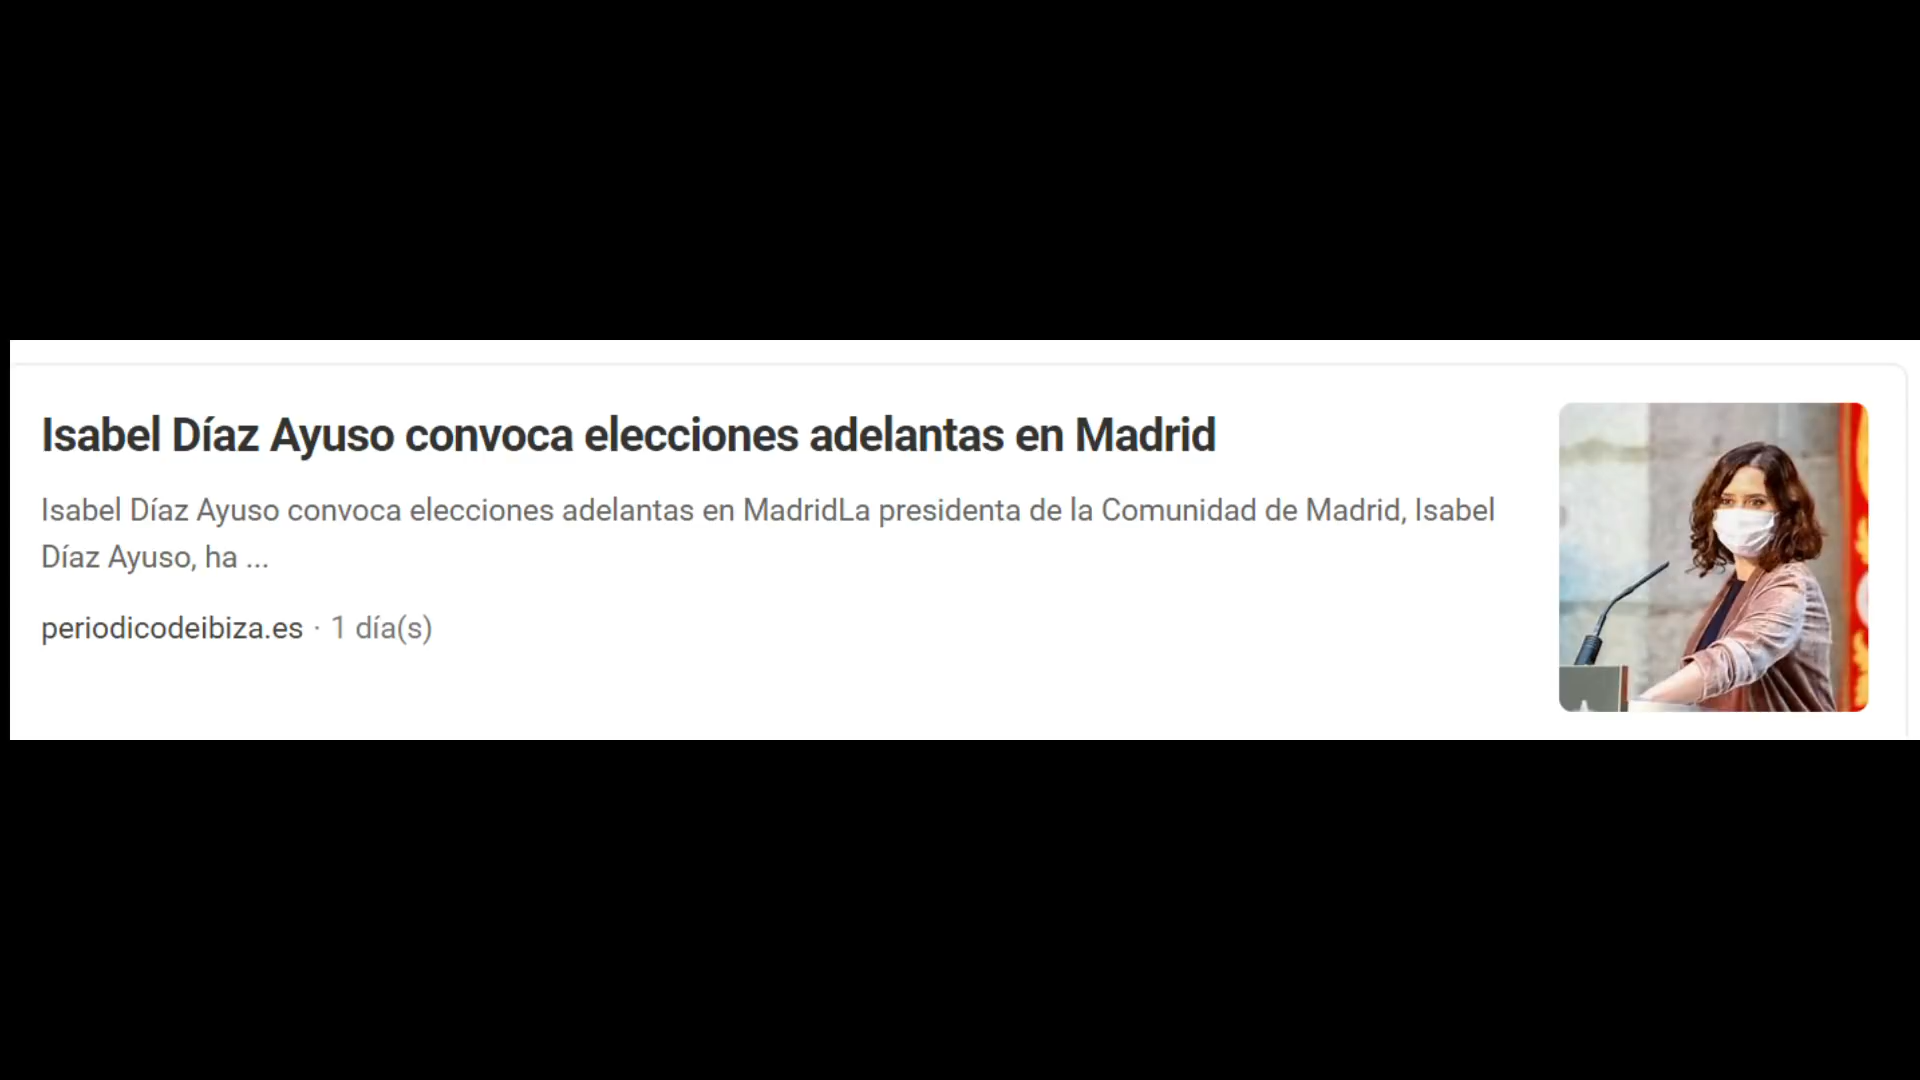 Isabel Díaz Ayuso convoca elecciones adelantas en Madrid
Isabel Díaz Ayuso convoca elecciones adelantas en MadridLa presidenta de la Comunidad de Madrid, Isabel
Díaz Ayuso, ha ...
periodicodeibiza.es · 1 día(s)